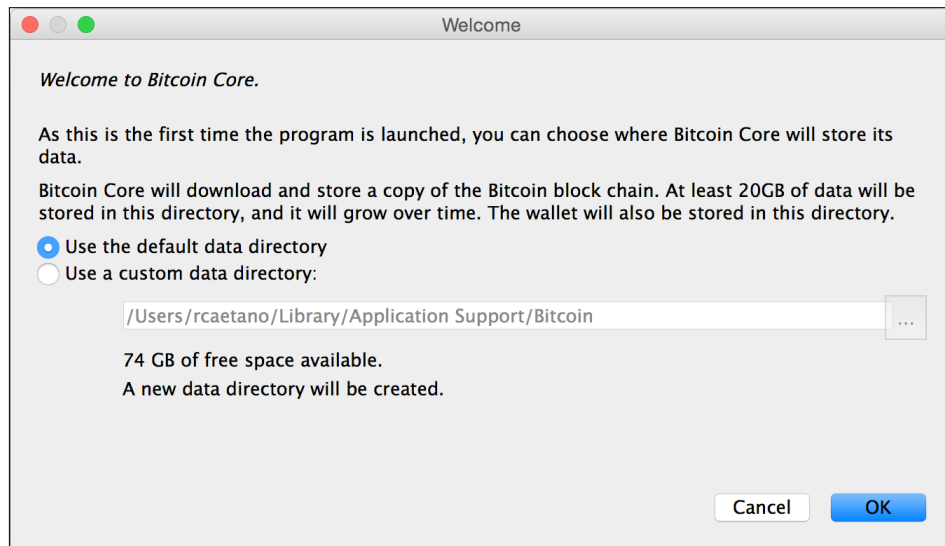 Welcome
Welcome to Bitcoin Core.
As this is the first time the program is launched, you can choose where Bitcoin Core will store its
data.
Bitcoin Core will download and store a copy of the Bitcoin block chain. At least 20GB of data will be
stored in this directory, and it will grow over time. The wallet will also be stored in this directory.
Use the default data directory
Use a custom data directory:
/Users/rcaetano/Library/Application Support/Bitcoin
...
74 GB of free space available.
A new data directory will be created.
Cancel OK